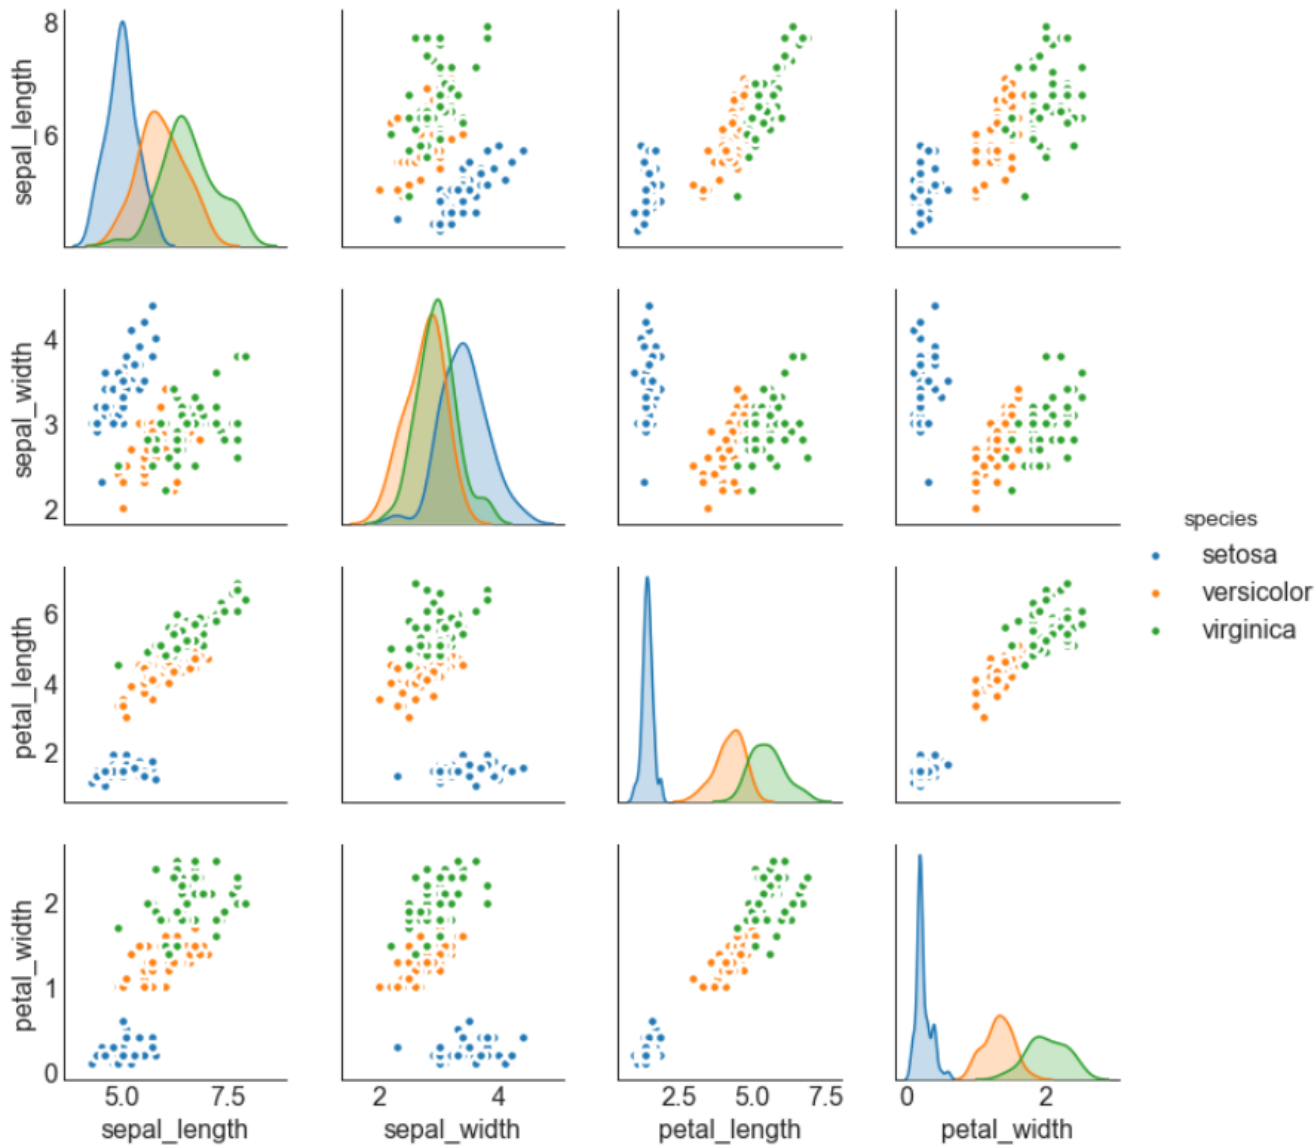 sepal_length
8
6
sepal_width
4
3
2
species
setosa
versicolor
virginica
petal_length
6
4
2
petal_width
2
1
0
5.0 7.5
sepal_length
2 4
sepal_width
2.5 5.0 7.5
petal_length
0 2
petal_width